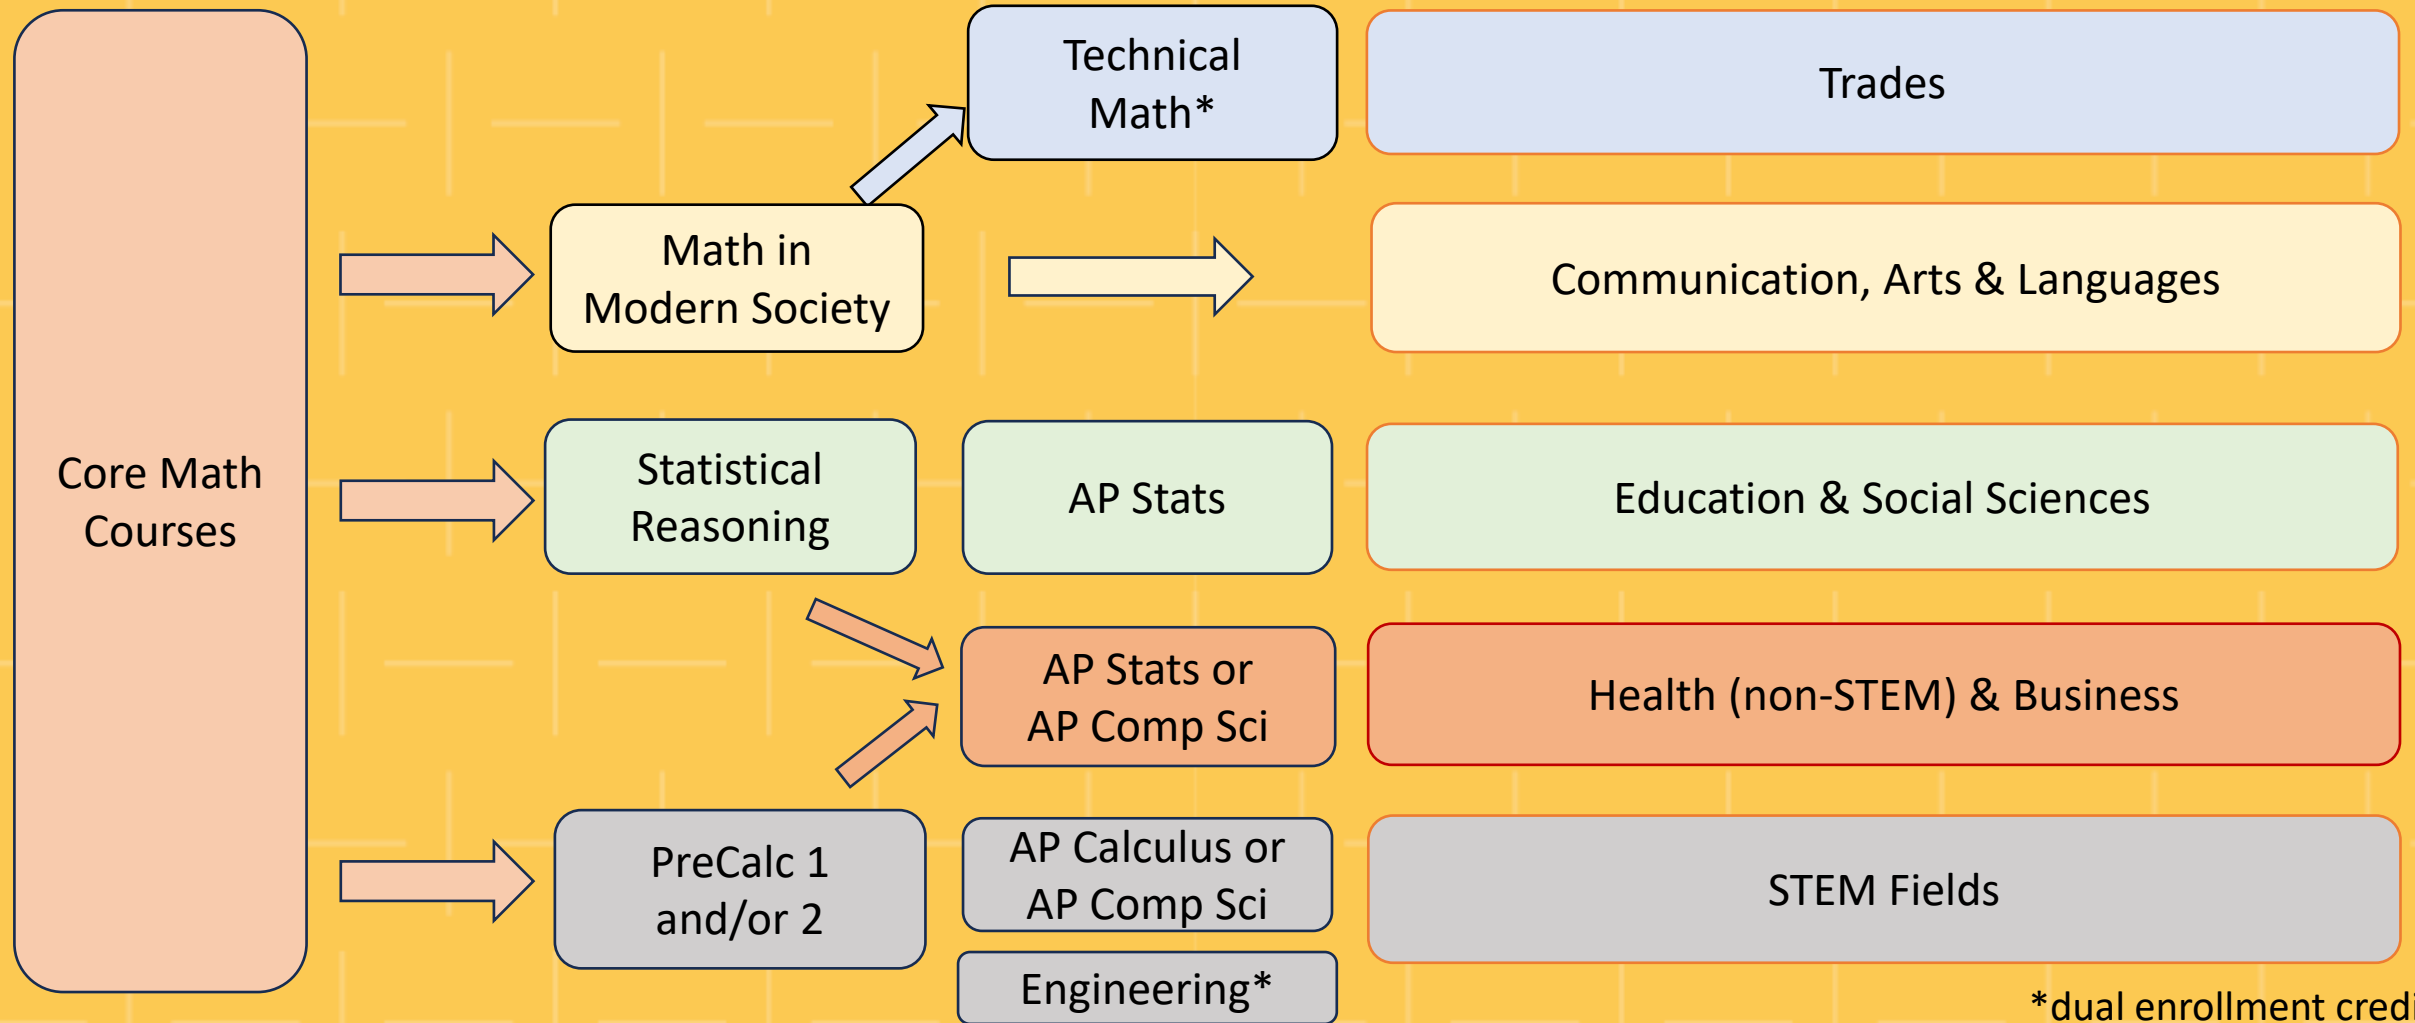 Core Math
Courses
Technical
Math*
Trades
Math in
Modern Society
Communication, Arts & Languages
Statistical
Reasoning
AP Stats
Education & Social Sciences
AP Stats or
AP Comp Sci
Health (non-STEM) & Business
PreCalc 1
and/or 2
AP Calculus or
AP Comp Sci
STEM Fields
Engineering*
*dual enrollment credi